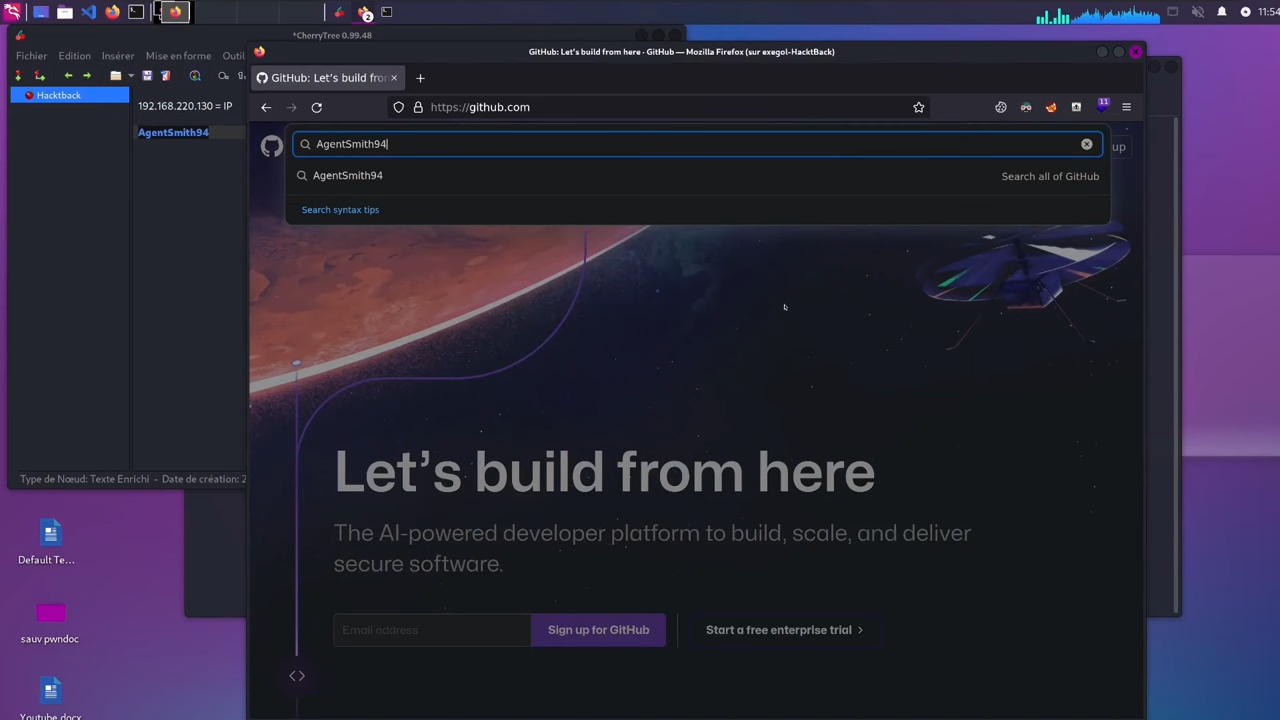 2
11:54
*CherryTree 0.99.48
Fichier Edition Insérer Mise en forme Outil
Hacktback
192.168.220.130 = IP
AgentSmith94
Type de Nœud: Texte Enrichi - Date de création: 2
GitHub: Let's build from here · GitHub — Mozilla Firefox (sur exegol-HacktBack)
GitHub: Let's build from
https://github.com
11
AgentSmith94
up
AgentSmith94
Search all of GitHub
Search syntax tips
Let's build from here
The AI-powered developer platform to build, scale, and deliver
secure software.
Email address
Sign up for GitHub
Start a free enterprise trial
Default Te...
sauv pwndoc
Youtube.docx